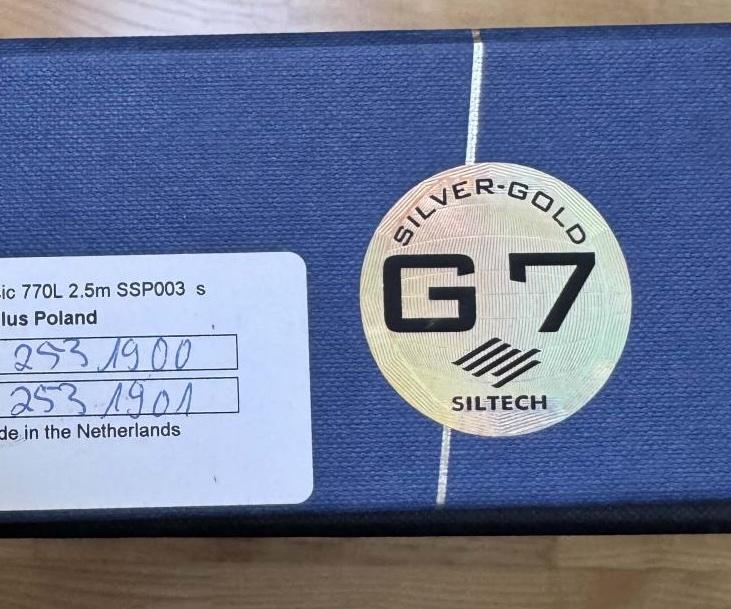 ic 770L 2.5m SSP003 s
lus Poland
253 1900
253 1901
de in the Netherlands
SILVER-GOLD
G7
SILTECH